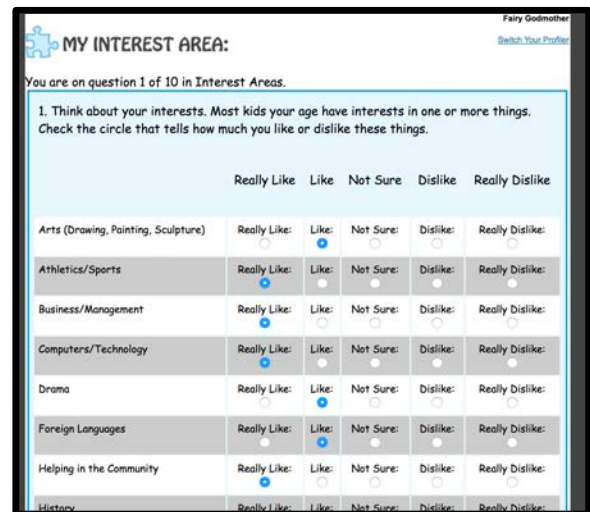 Fairy Godmother
MY INTEREST AREA:
Switch Your Profiler
You are on question 1 of 10 in Interest Areas.
1. Think about your interests. Most kids your age have interests in one or more things.
Check the circle that tells how much you like or dislike these things.
Really Like Like Not Sure Dislike Really Dislike
Arts (Drawing, Painting, Sculpture) Really Like: Like: Not Sure: Dislike: Really Dislike:
Athletics/Sports Really Like: Like: Not Sure: Dislike: Really Dislike:
Business/Management Really Like: Like: Not Sure: Dislike: Really Dislike:
Computers/Technology Really Like: Like: Not Sure: Dislike: Really Dislike:
Drama Really Like: Like: Not Sure: Dislike: Really Dislike:
Foreign Languages Really Like: Like: Not Sure: Dislike: Really Dislike:
Helping in the Community Really Like: Like: Not Sure: Dislike: Really Dislike:
History Really Like: Like: Not Sure: Dislike: Really Dislike: